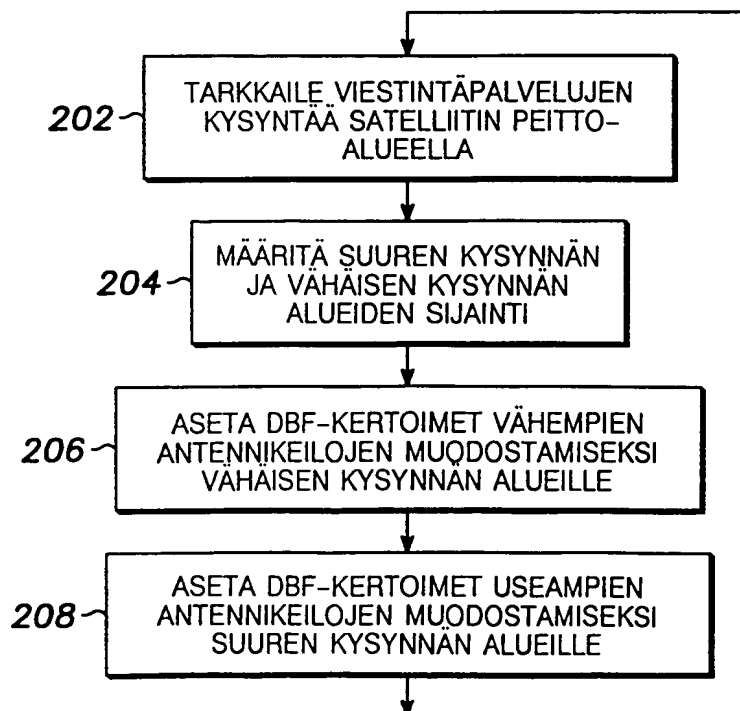 TARKKAILE VIESTINTÄPALVELUJEN
202
KYSYNTÄÄ SATELLIITIN PEITTO-
ALUEELLA
MÄÄRITÄ SUUREN KYSYNNÄN
204
JA VÄHÄISEN KYSYNNÄN
ALUEIDEN SIJAINTI
ASETA DBF-KERTOIMET VÄHEMPIEN
206
ANTENNIKEILOJEN MUODOSTAMISEKSI
VÄHÄISEN KYSYNNÄN ALUEILLE
ASETA DBF-KERTOIMET USEAMPIEN
208
ANTENNIKEILOJEN MUODOSTAMISEKSI
SUUREN KYSYNNÄN ALUEILLE